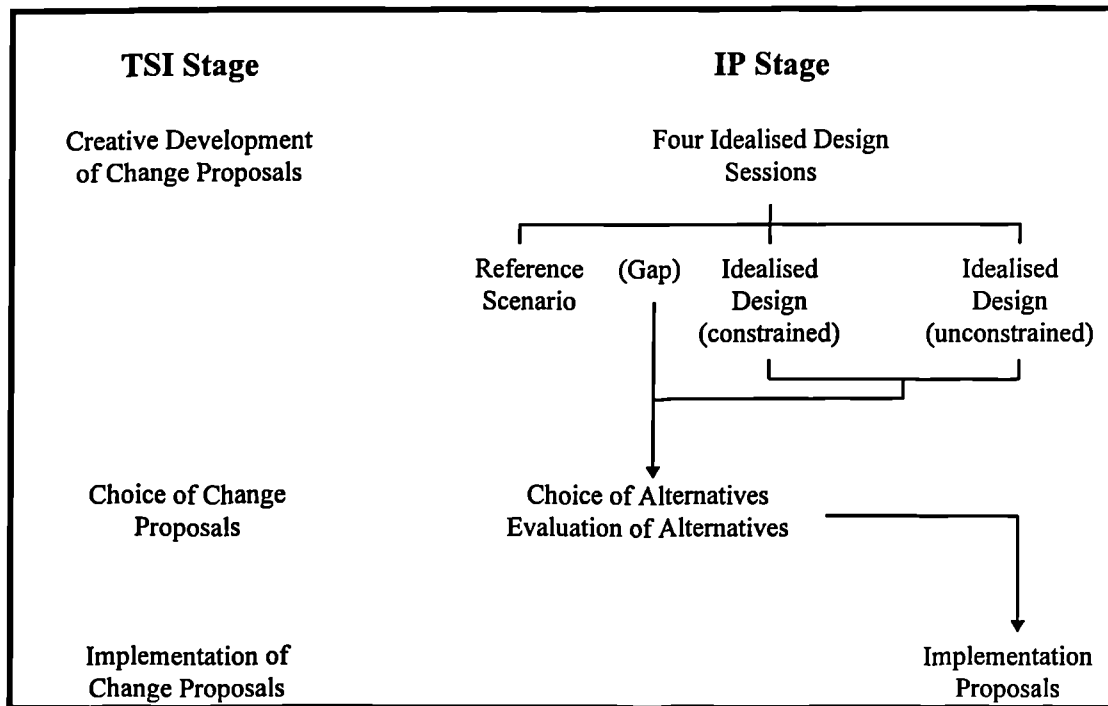 TSI Stage
IP Stage
Creative Development
of Change Proposals
Four Idealised Design
Sessions
Reference
Scenario
(Gap)
Idealised
Design
(constrained)
Idealised
Design
(unconstrained)
Choice of Change
Proposals
Choice of Alternatives
Evaluation of Alternatives
Implementation of
Change Proposals
Implementation
Proposals